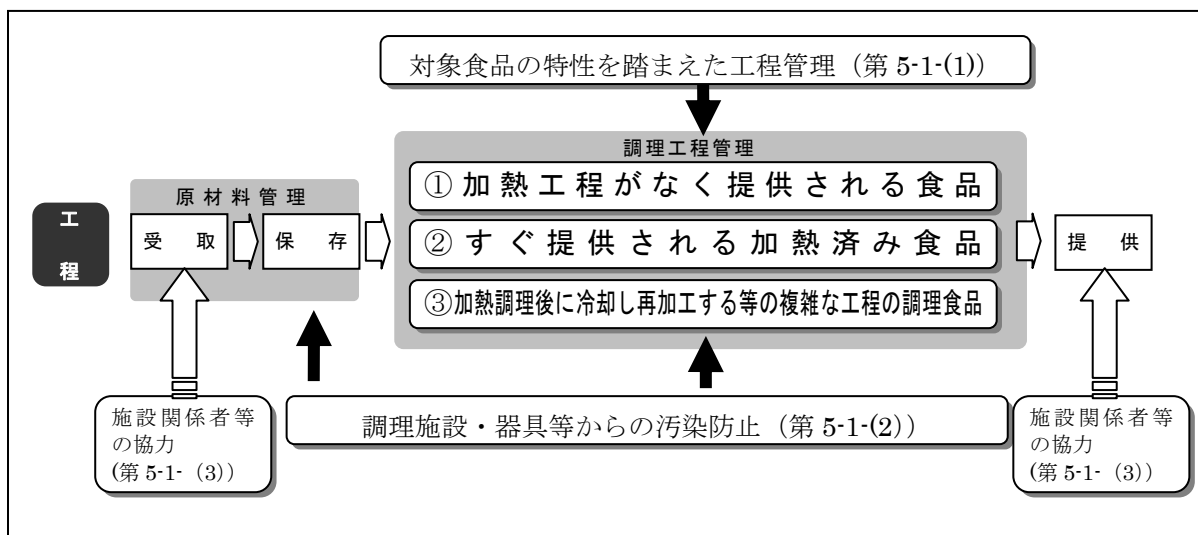 対象食品の特性を踏まえた工程管理（第 5-1-(1)）
調理工程管理
①加熱工程がなく提供される食品
②すぐ提供される加熱済み食品
③加熱調理後に冷却し再加工する等の複雑な工程の調理食品
原材料管理
工程
受取
保存
提供
施設関係者等
の協力
(第 5-1-（3））
調理施設・器具等からの汚染防止（第 5-1-(2)）
施設関係者等
の協力
(第 5-1-（3））